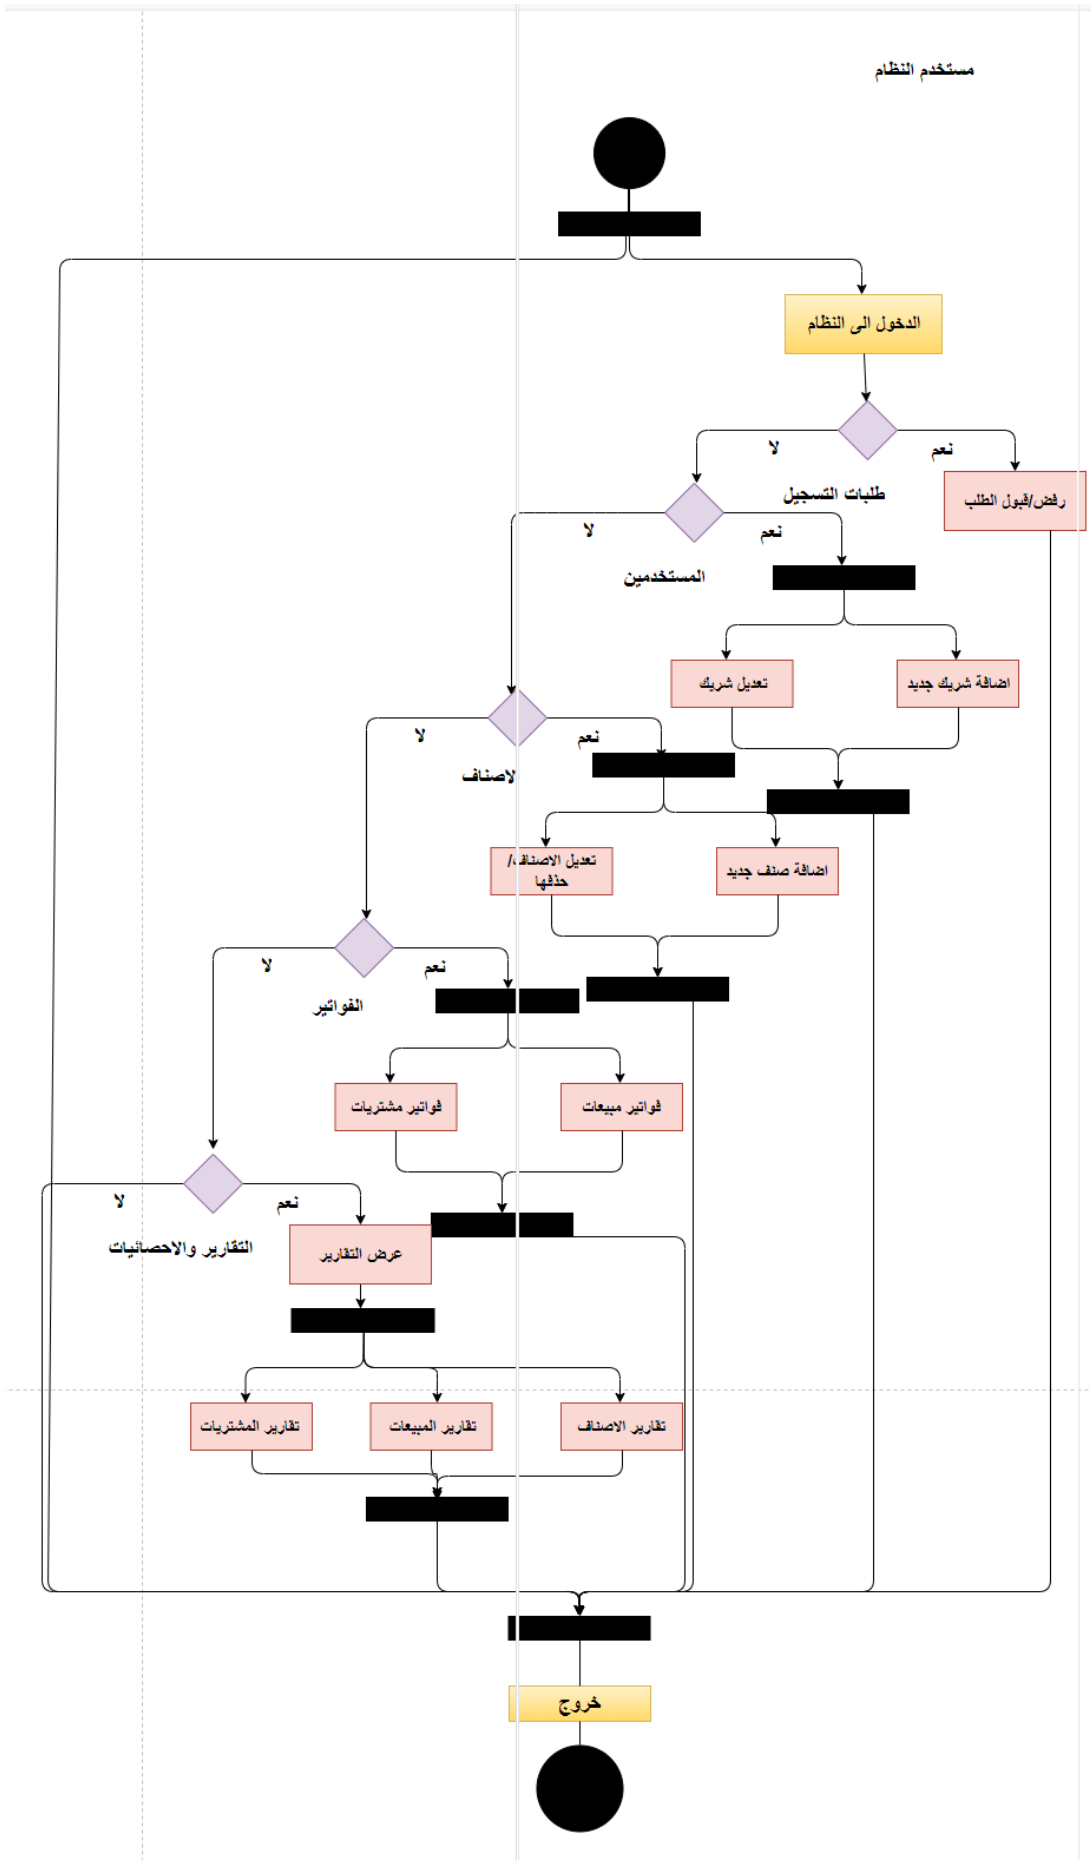 مستخدم النظام
الدخول الى النظام
نعم
لا
رفض/قبول الطلب
طلبات التسجيل
نعم
لا
المستخدمين
اضافة شريك جديد
تعديل شريك
نعم
لا
لاصناف
اضافة صنف جديد
تعديل الاصناف/
حذفها
نعم
لا
الفواتير
فواتير مبيعات
فواتير مشتريات
نعم
لا
التقارير والاحصائيات
عرض التقارير
تقارير الاصناف
تقارير المبيعات
تقارير المشتريات
خروج